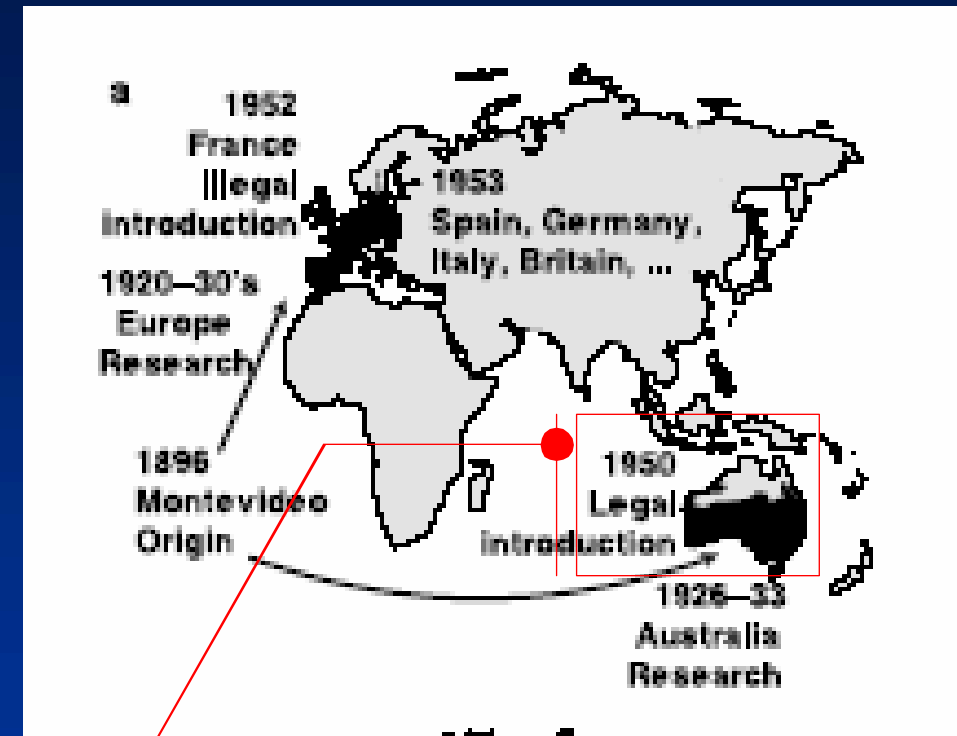 a
1952
France
Illegal
introduction
1953
Spain, Germany,
Italy, Britain, ...
1920–30's
Europe
Research
1896
Montevideo
Origin
1950
Legal
introduction
1926–33
Australia
Research